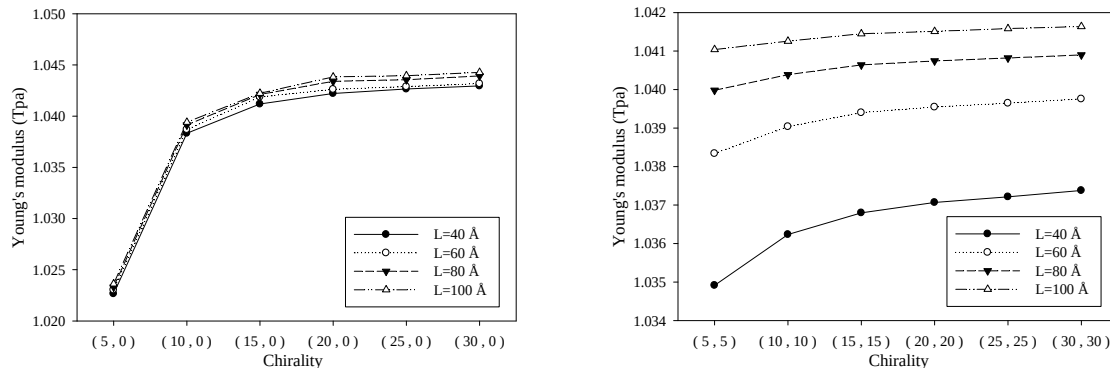 1.050
1.045
1.040
1.035
1.030
1.025
1.020
Young's modulus (Tpa)
L=40 Å
L=60 Å
L=80 Å
L=100 Å
( 5 , 0 ) ( 10 , 0 ) ( 15 , 0 ) ( 20 , 0 ) ( 25 , 0 ) ( 30 , 0 )
Chirality
1.042
1.041
1.040
1.039
1.038
1.037
1.036
1.035
1.034
Young's modulus (Tpa)
L=40 Å
L=60 Å
L=80 Å
L=100 Å
( 5 , 5 ) ( 10 , 10 ) ( 15 , 15 ) ( 20 , 20 ) ( 25 , 25 ) ( 30 , 30 )
Chirality